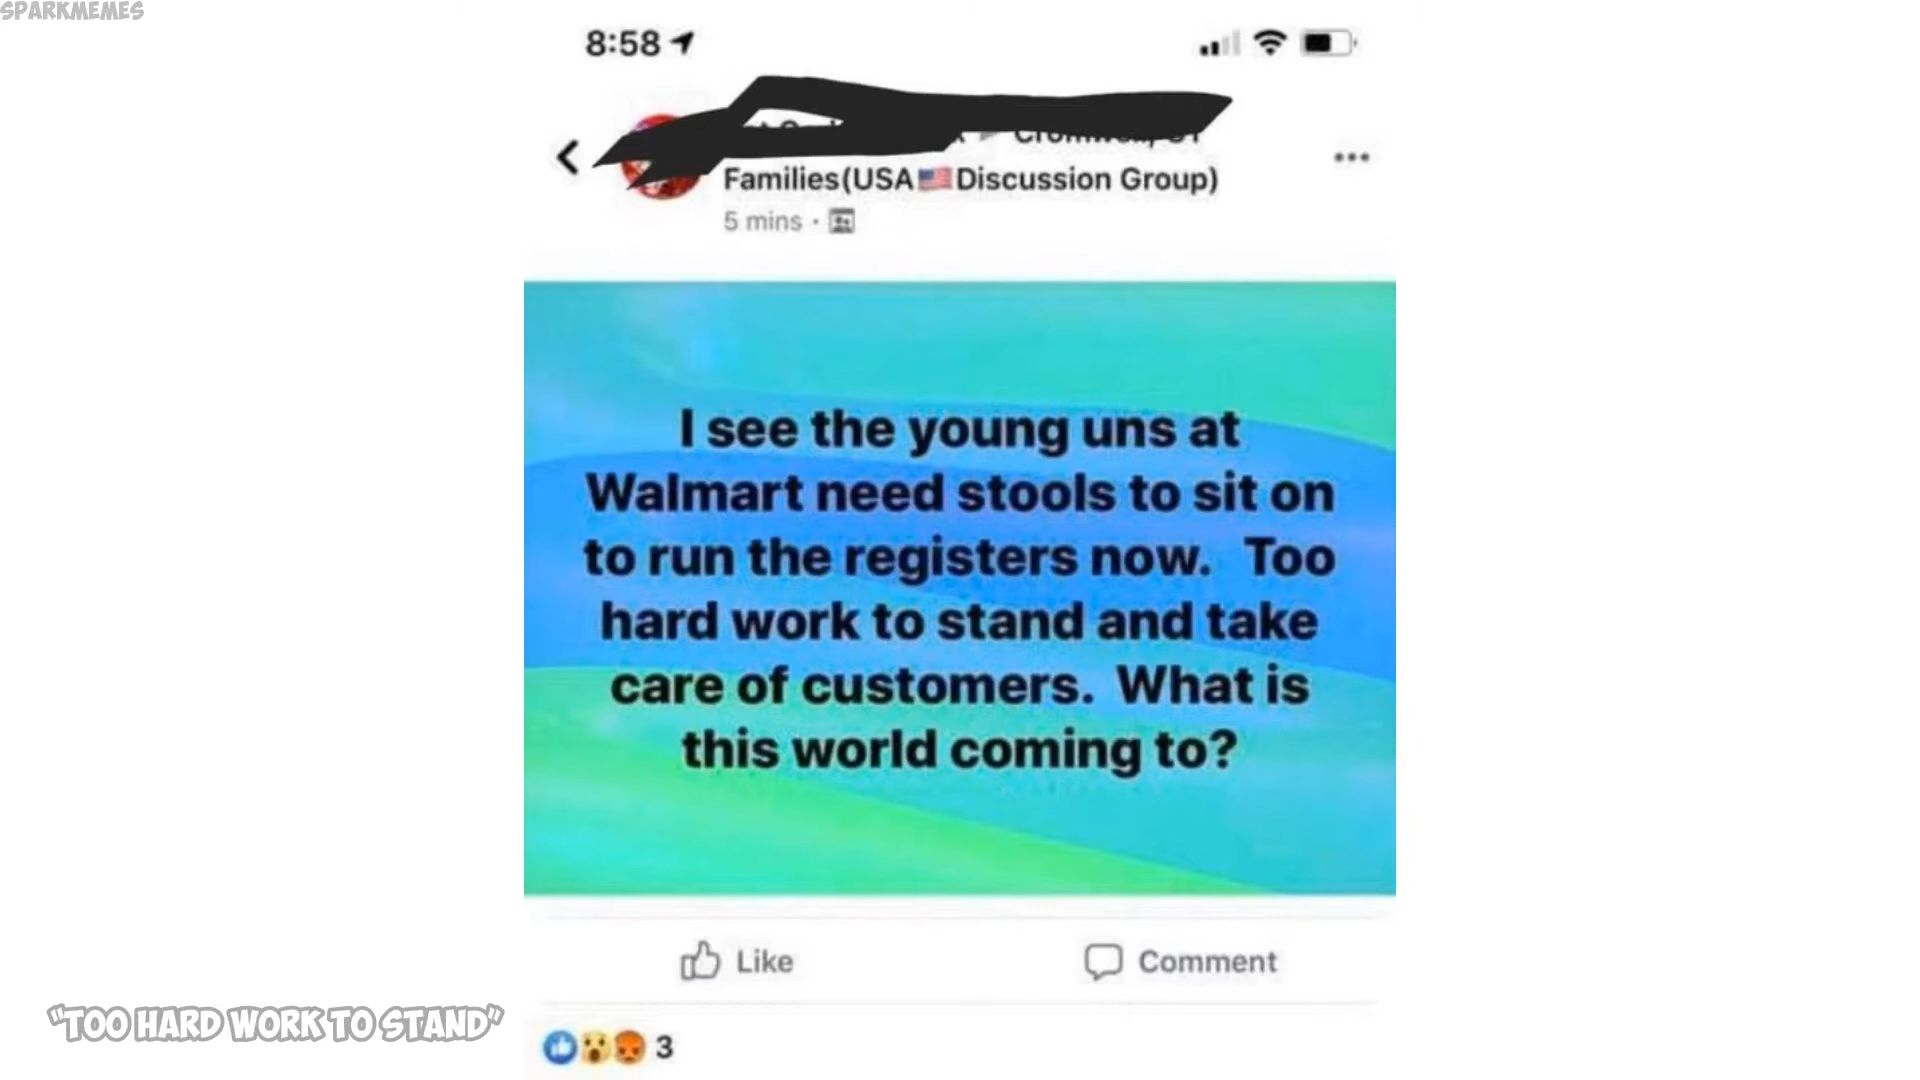 SPARKMEMES
8:58
Families(USA🇺🇸Discussion Group)
5 mins ·
I see the young uns at
Walmart need stools to sit on
to run the registers now. Too
hard work to stand and take
care of customers. What is
this world coming to?
Like Comment
"TOO HARD WORK TO STAND"
3